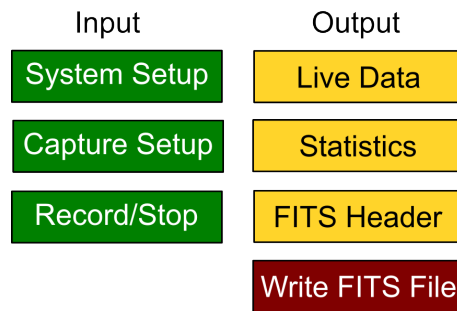 Input
Output
System Setup
Live Data
Capture Setup
Statistics
Record/Stop
FITS Header
Write FITS File